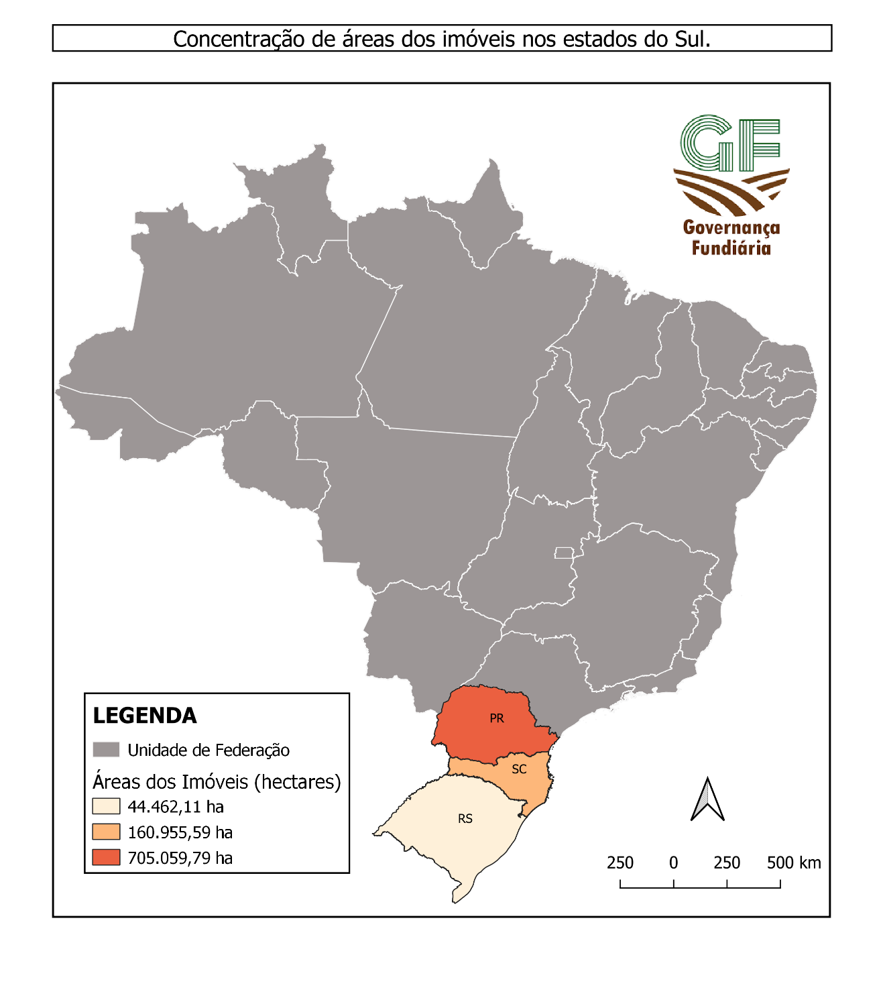 Concentração de áreas dos imóveis nos estados do Sul.
GF
Governança
Fundiária
PR
SC
RS
LEGENDA
Unidade de Federação
Áreas dos Imóveis (hectares)
44.462,11 ha
160.955,59 ha
705.059,79 ha
250 0 250 500 km